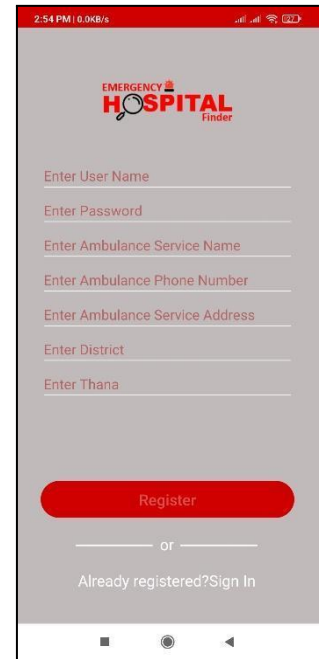 2:54 PM | 0.0KB/s 27
EMERGENCY
HOSPITAL
Finder
Enter User Name
Enter Password
Enter Ambulance Service Name
Enter Ambulance Phone Number
Enter Ambulance Service Address
Enter District
Enter Thana
Register
or
Already registered?Sign In